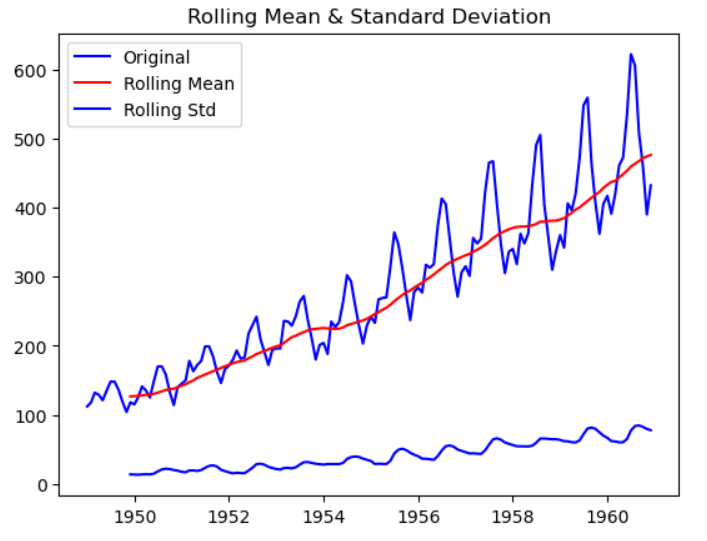 Rolling Mean & Standard Deviation
Original
Rolling Mean
Rolling Std
600
500
400
300
200
100
0
1950 1952 1954 1956 1958 1960